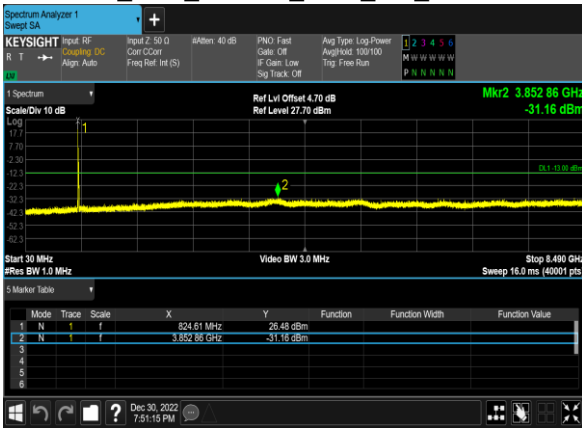 Spectrum Analyzer 1
Swept SA
+
KEYSIGHT Input: RF Input Z: 50 Ω #Atten: 40 dB PNO: Fast Avg Type: Log-Power 1 2 3 4 5 6
R T Coupling: DC Corr CCorr Gate: Off Avg|Hold: 100/100 M W W W W W
Align: Auto Freq Ref: Int (S) IF Gain: Low Trig: Free Run
LXI Sig Track: Off P N N N N N
1 Spectrum Ref Lvl Offset 4.70 dB Mkr2 3.852 86 GHz
Scale/Div 10 dB Ref Level 27.70 dBm -31.16 dBm
Log 1
17.7
7.70
-2.30
-12.3 DL1 -13.00 dBm
-22.3 2
-32.3
-42.3
-52.3
-62.3
Start 30 MHz Video BW 3.0 MHz Stop 8.490 GHz
#Res BW 1.0 MHz Sweep 16.0 ms (40001 pts)
5 Marker Table
Mode Trace Scale X Y Function Function Width Function Value
1 N 1 f 824.61 MHz 26.48 dBm
2 N 1 f 3.852 86 GHz -31.16 dBm
3
4
5
6
? Dec 30, 2022
7:51:15 PM